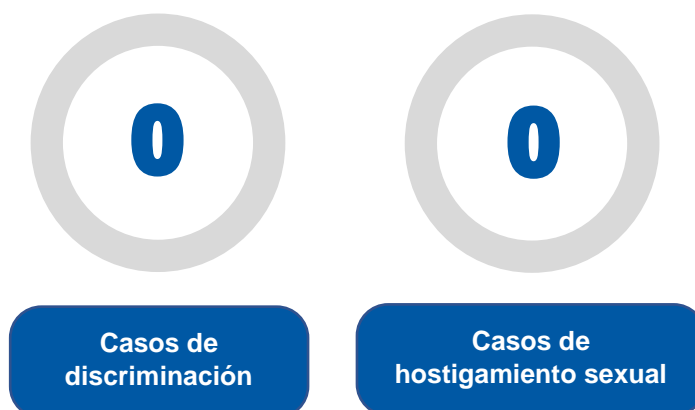 0
Casos de
discriminación
0
Casos de
hostigamiento sexual